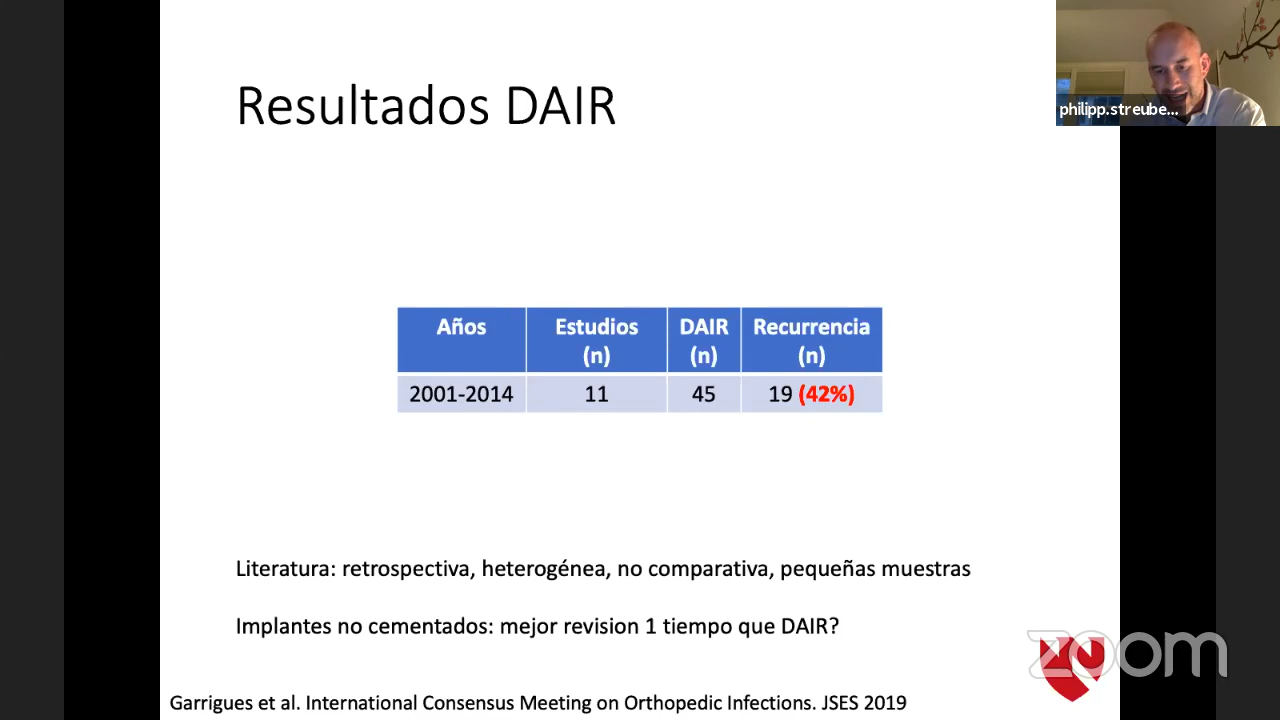 Resultados DAIR
philipp.streube...
Años Estudios (n) DAIR (n) Recurrencia (n)
2001-2014 11 45 19 (42%)
Literatura: retrospectiva, heterogénea, no comparativa, pequeñas muestras
Implantes no cementados: mejor revision 1 tiempo que DAIR?
zoom
Garrigues et al. International Consensus Meeting on Orthopedic Infections. JSES 2019